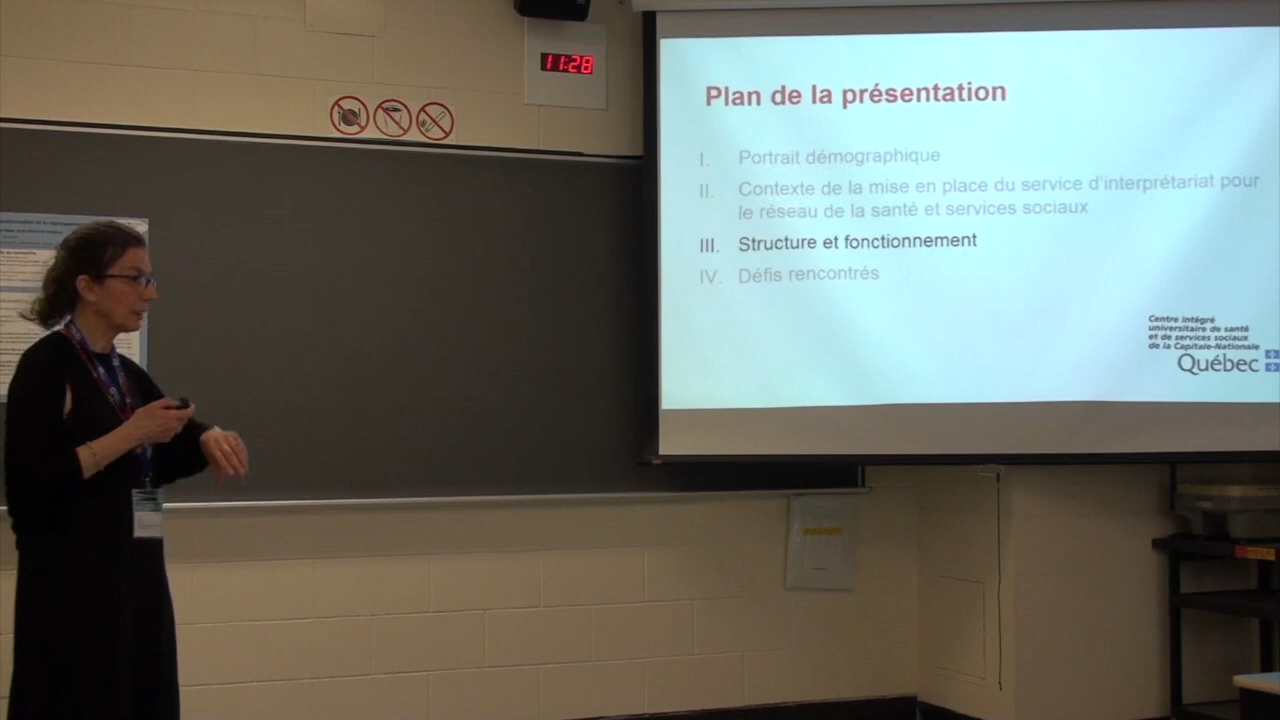 11:28
Plan de la présentation
I. Portrait démographique
II. Contexte de la mise en place du service d'interprétariat pour
le réseau de la santé et services sociaux
III. Structure et fonctionnement
IV. Défis rencontrés
Centre intégré
universitaire de santé
et de services sociaux
de la Capitale-Nationale
Québec